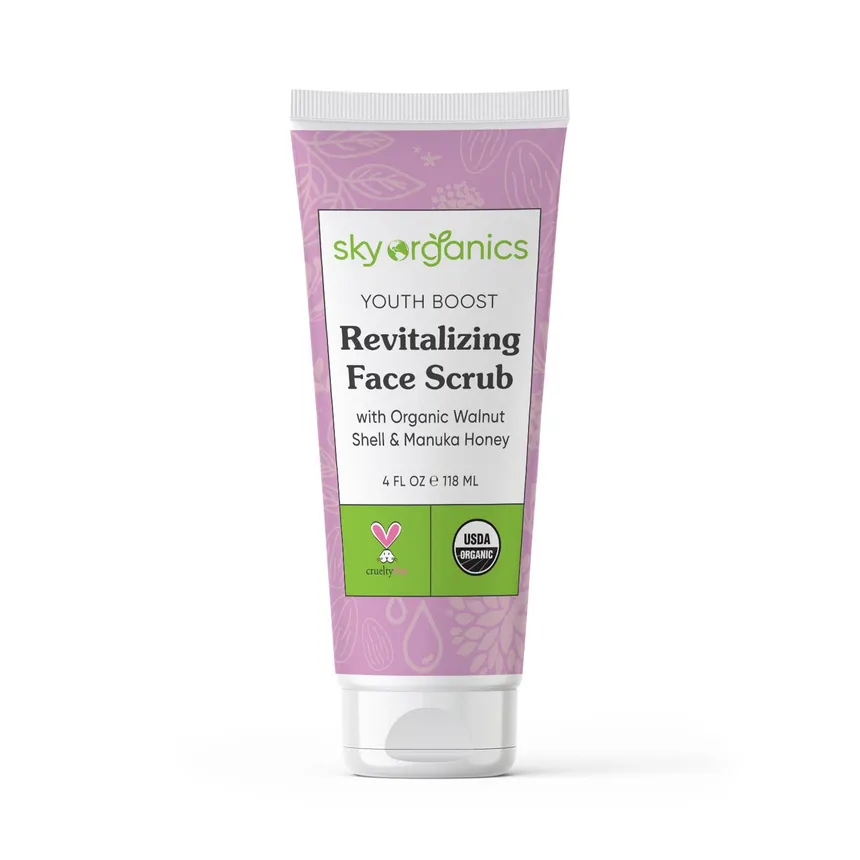 sky organics
YOUTH BOOST
Revitalizing
Face Scrub
with Organic Walnut
Shell & Manuka Honey
4 FL OZ ℮ 118 ML
cruelty free
USDA
ORGANIC